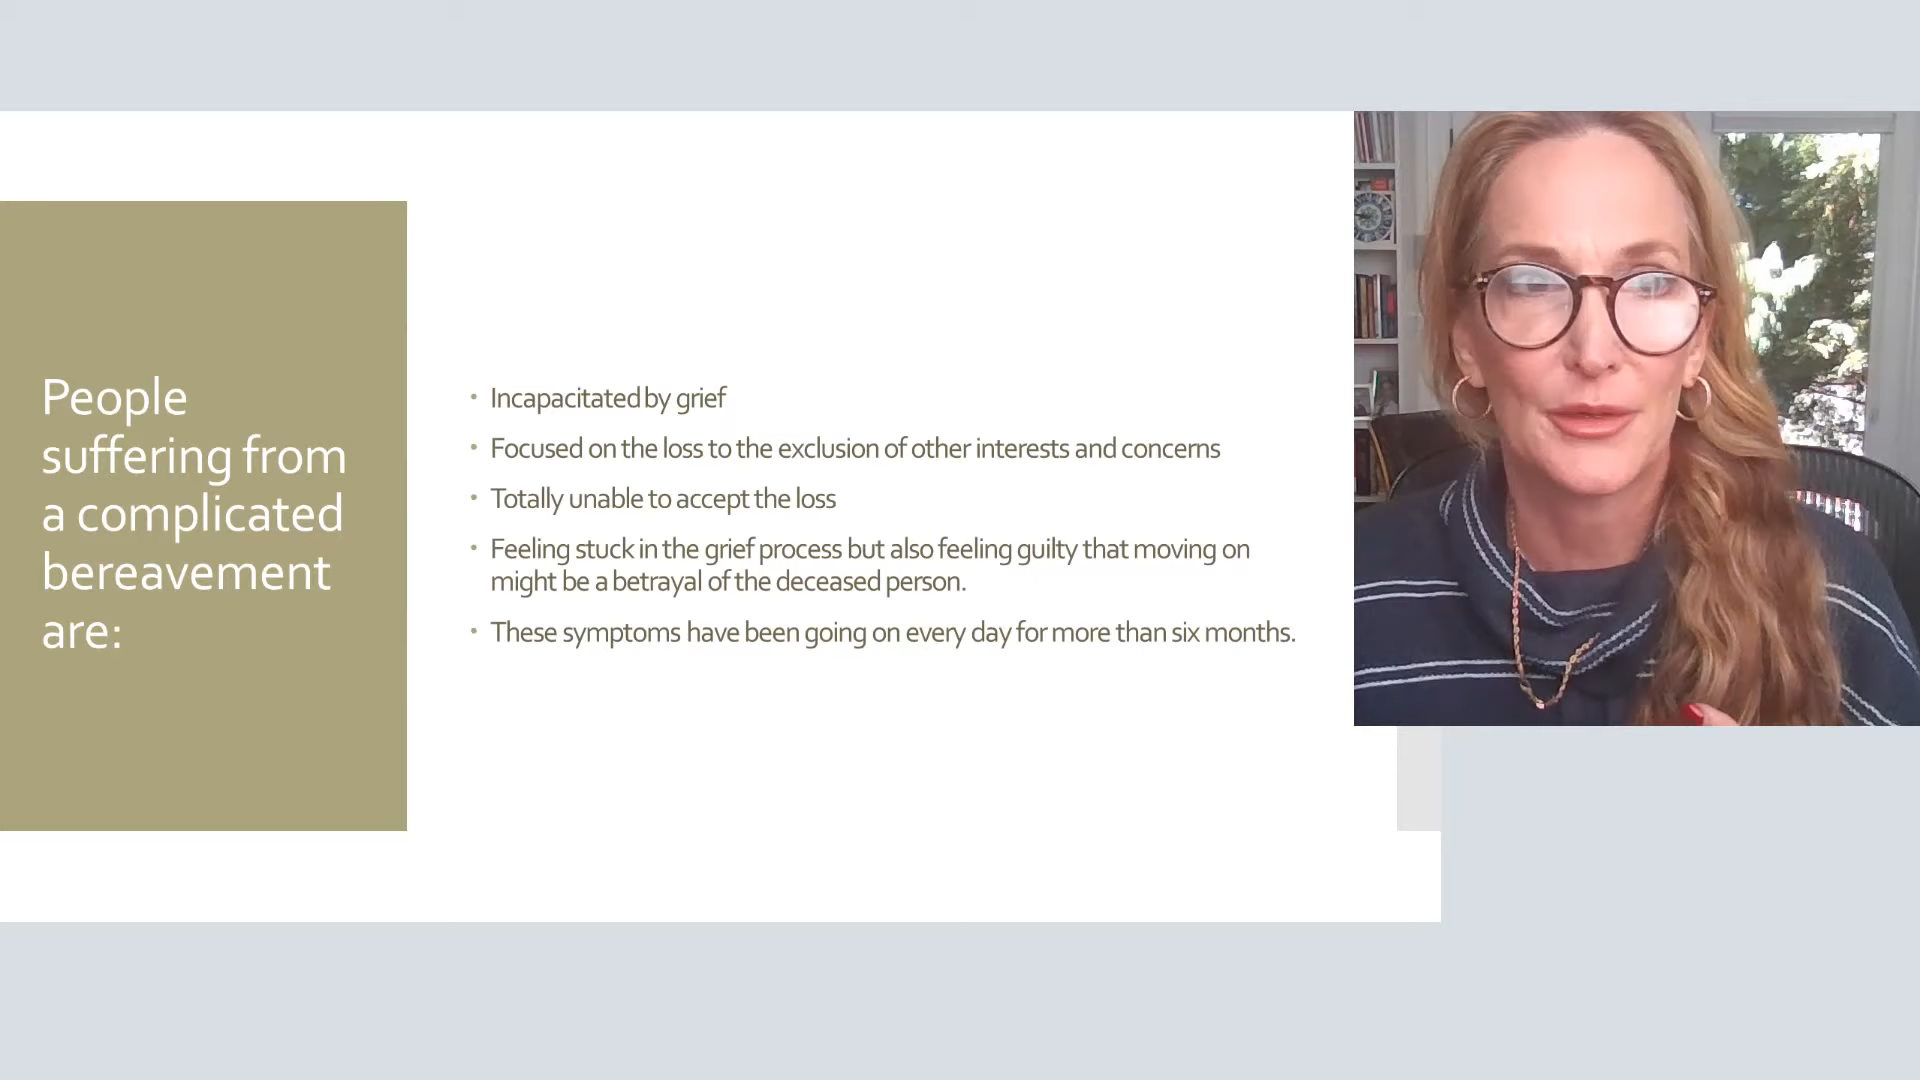 People
suffering from
a complicated
bereavement
are:
• Incapacitated by grief
• Focused on the loss to the exclusion of other interests and concerns
• Totally unable to accept the loss
• Feeling stuck in the grief process but also feeling guilty that moving on
might be a betrayal of the deceased person.
• These symptoms have been going on every day for more than six months.